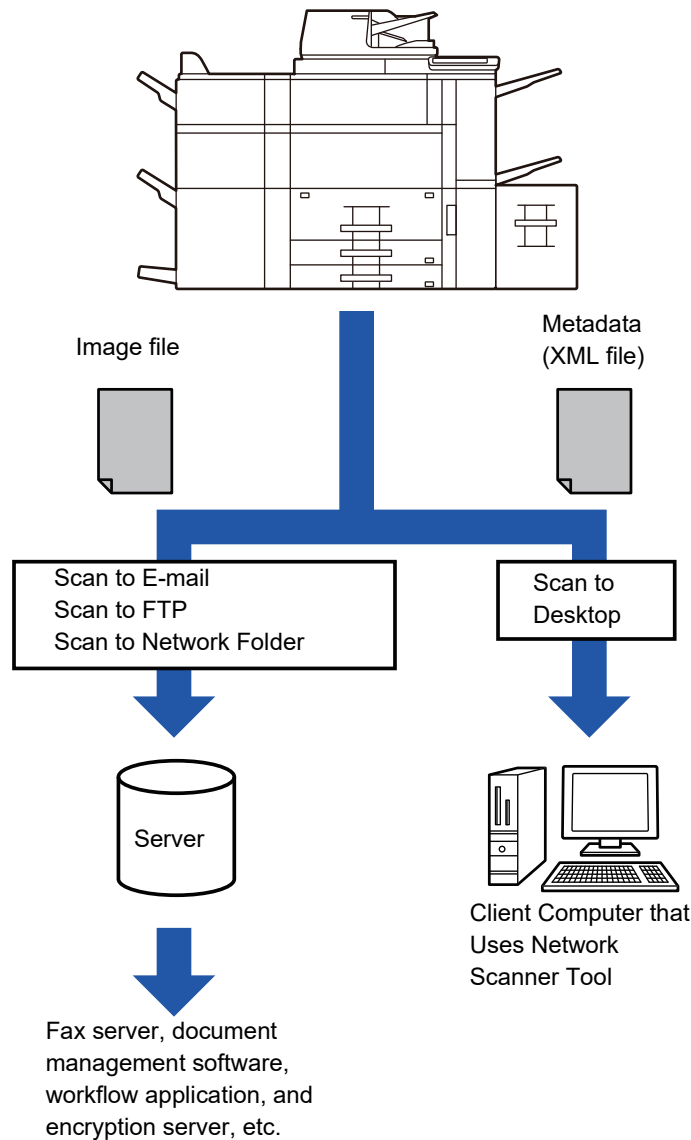 Image file
Metadata
(XML file)
Scan to E-mail
Scan to FTP
Scan to Network Folder
Scan to
Desktop
Server
Client Computer that
Uses Network
Scanner Tool
Fax server, document
management software,
workflow application, and
encryption server, etc.